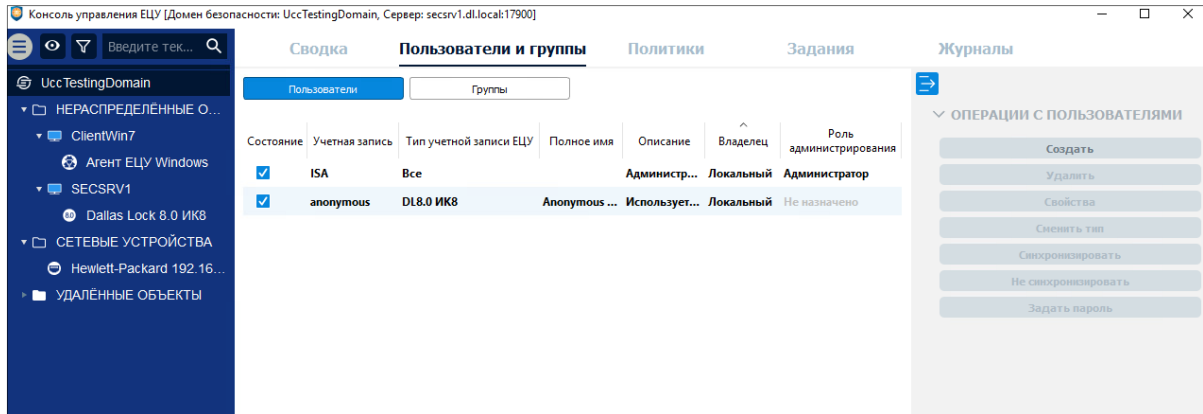 Консоль управления ЕЦУ [Домен безопасности: UccTestingDomain, Сервер: secsrv1.dl.local:17900]
Введите тек...
Сводка
Пользователи и группы
Политики
Задания
Журналы
UccTestingDomain
НЕРАСПРЕДЕЛЁННЫЕ О...
ClientWin7
Агент ЕЦУ Windows
SECSRV1
8.0 Dallas Lock 8.0 ИК8
СЕТЕВЫЕ УСТРОЙСТВА
Hewlett-Packard 192.16...
УДАЛЁННЫЕ ОБЪЕКТЫ
Пользователи
Группы
Состояние Учетная запись Тип учетной записи ЕЦУ Полное имя Описание Владелец Роль администрирования
ISA Все Администр... Локальный Администратор
anonymous DL8.0 ИК8 Anonymous ... Использует... Локальный Не назначено
ОПЕРАЦИИ С ПОЛЬЗОВАТЕЛЯМИ
Создать
Удалить
Свойства
Сменить тип
Синхронизировать
Не синхронизировать
Задать пароль